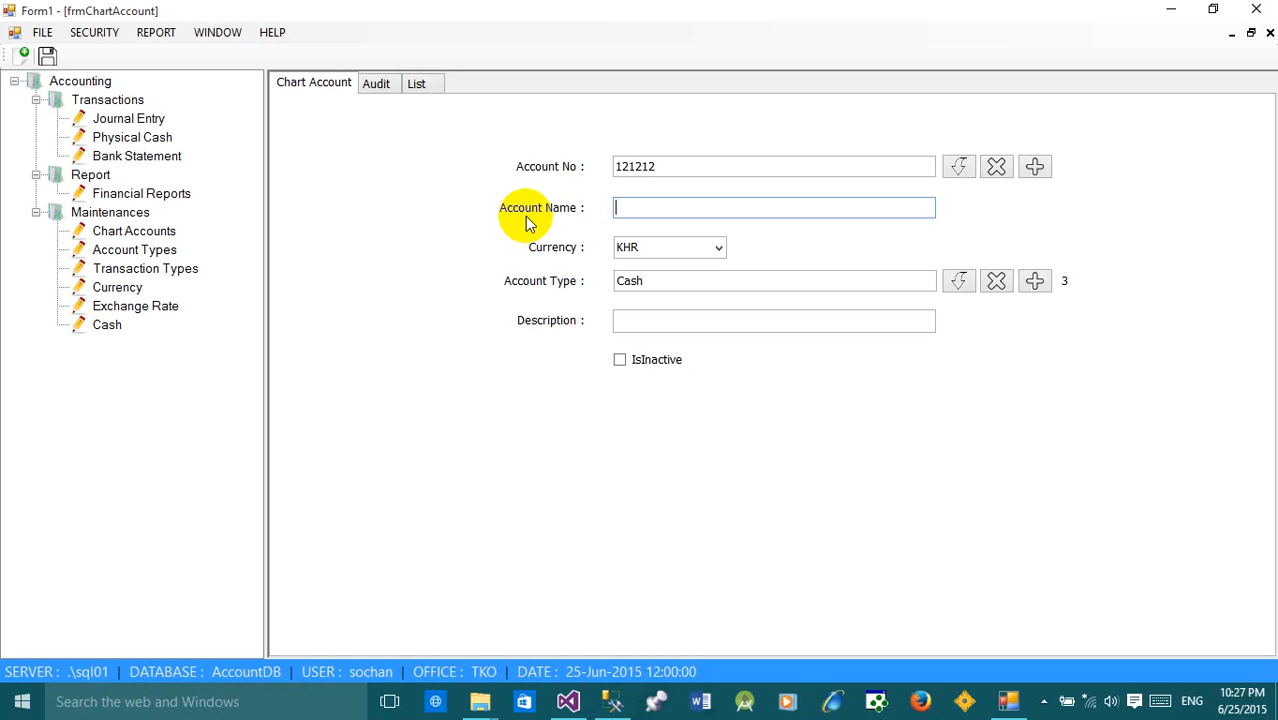 Form1 - [frmChartAccount]
FILE SECURITY REPORT WINDOW HELP
Accounting
Transactions
Journal Entry
Physical Cash
Bank Statement
Report
Financial Reports
Maintenances
Chart Accounts
Account Types
Transaction Types
Currency
Exchange Rate
Cash
Chart Account Audit List
Account No : 121212
Account Name :
Currency : KHR
Account Type : Cash 3
Description :
IsInactive
SERVER : .\sql01 | DATABASE : AccountDB | USER : sochan | OFFICE : TKO | DATE : 25-Jun-2015 12:00:00
Search the web and Windows
ENG
10:27 PM
6/25/2015